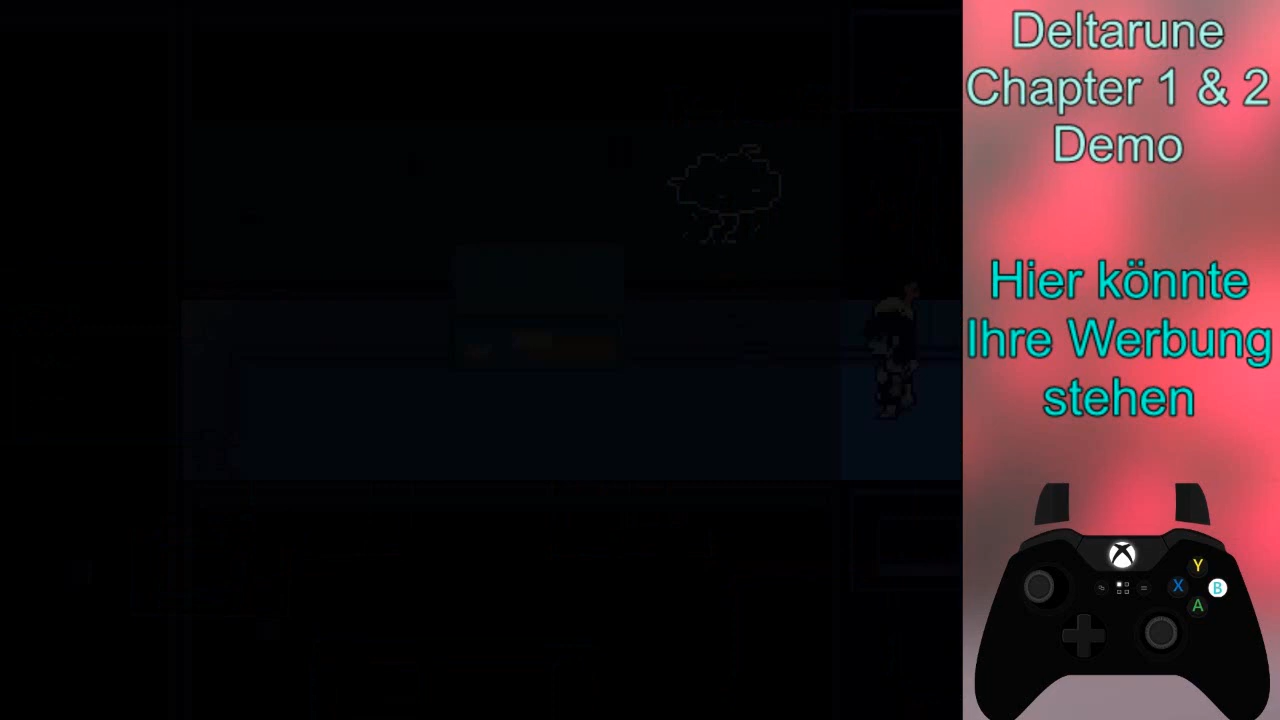 Deltarune
Chapter 1 & 2
Demo
Hier könnte
Ihre Werbung
stehen
Y
X
B
A